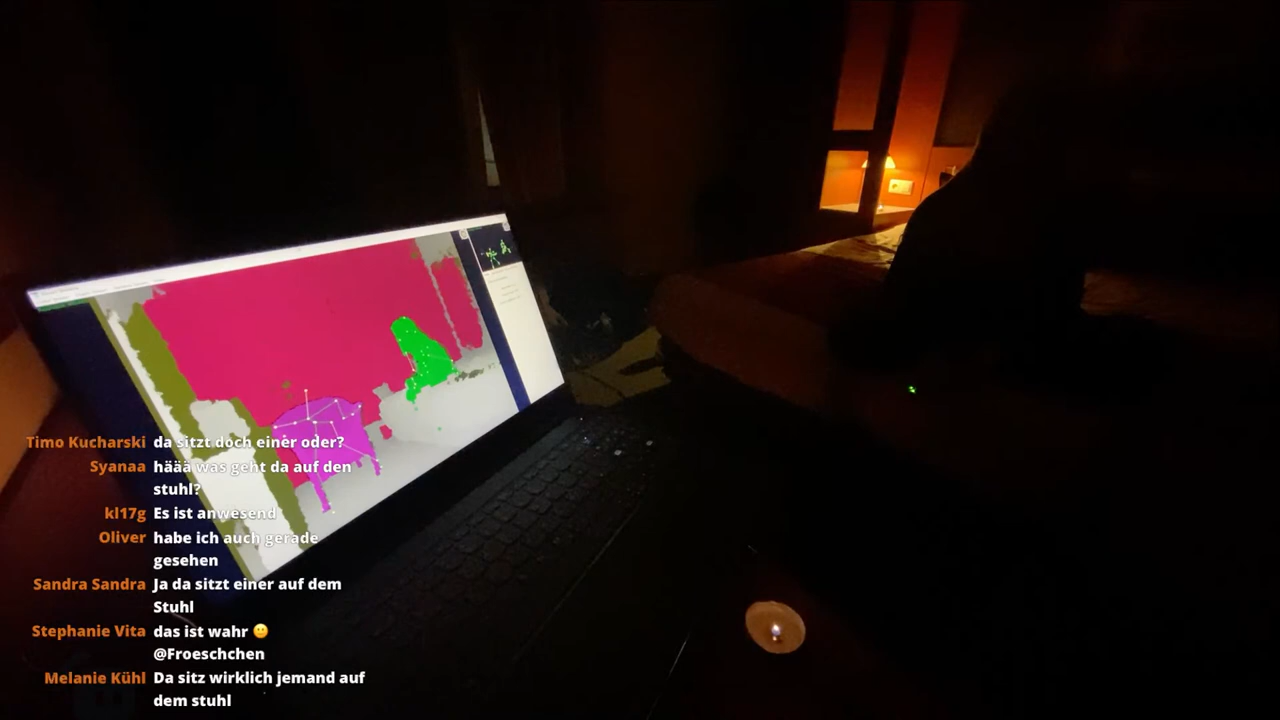 Timo Kucharski da sitzt doch einer oder?
Syanaa häää was geht da auf den
stuhl?
kl17g Es ist anwesend
Oliver habe ich auch gerade
gesehen
Sandra Sandra Ja da sitzt einer auf dem
Stuhl
Stephanie Vita das ist wahr 😕
@Froeschchen
Melanie Kühl Da sitz wirklich jemand auf
dem stuhl